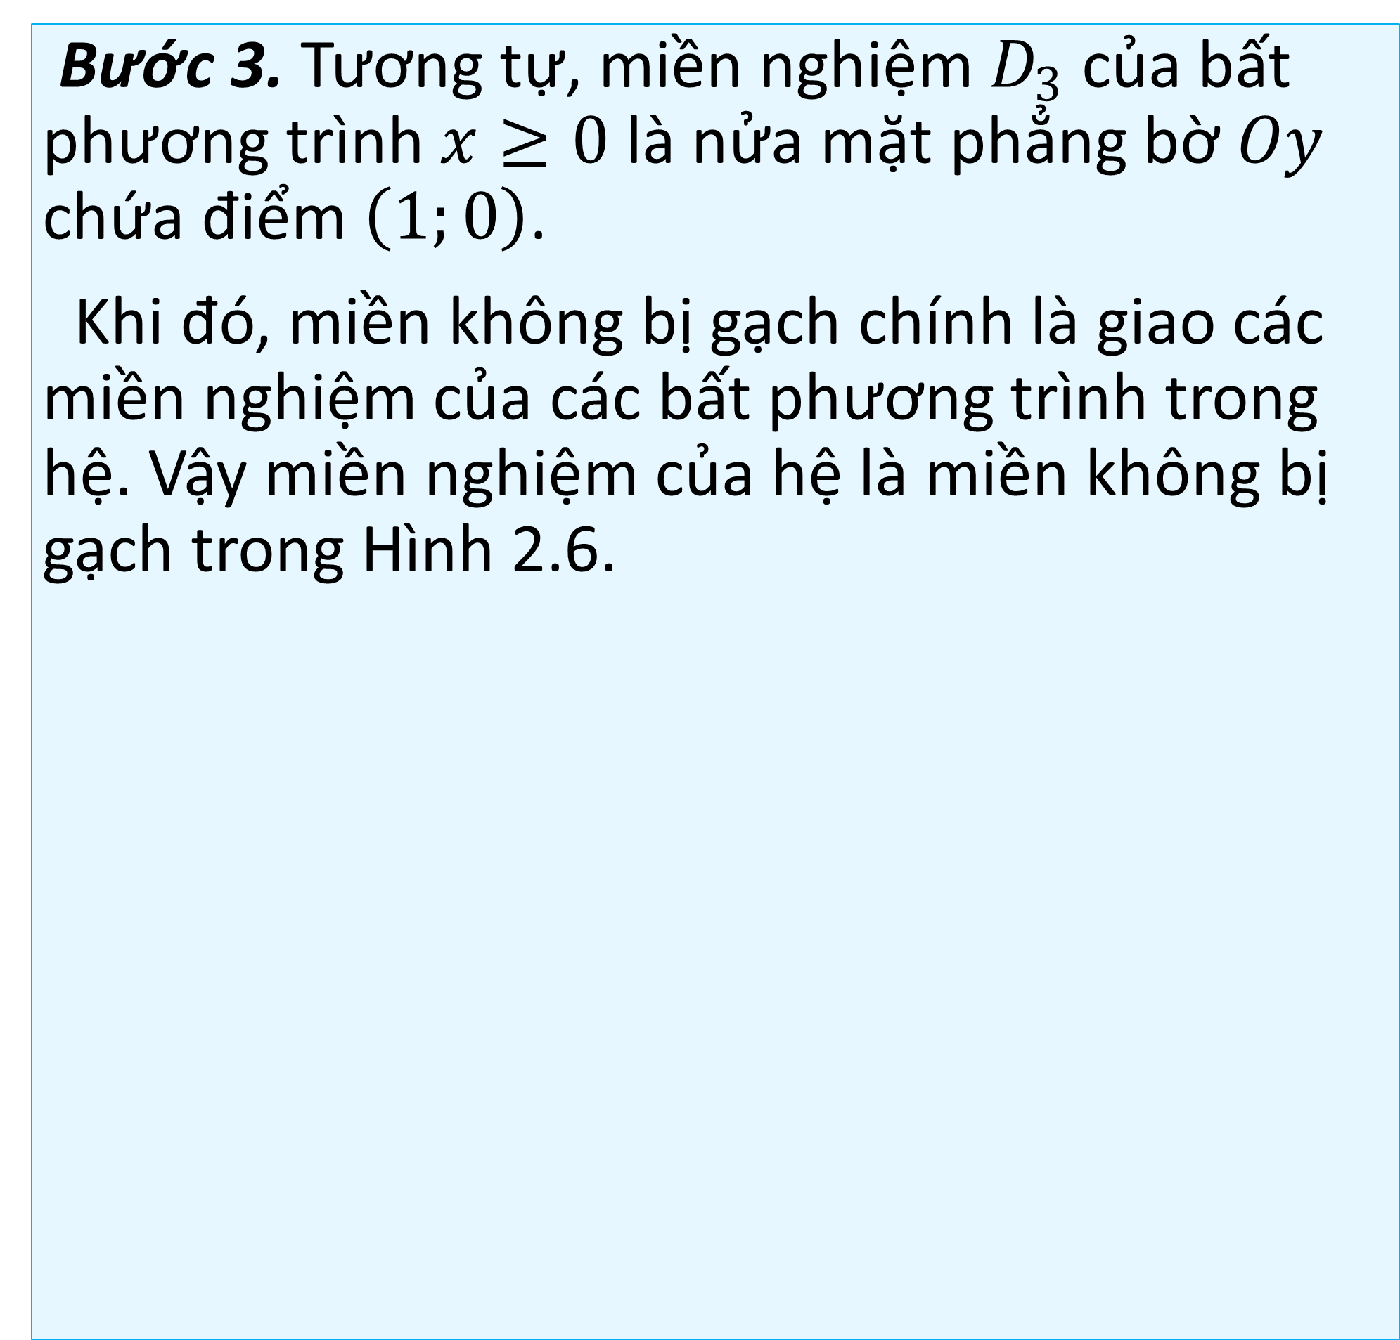 Bước 3. Tương tự, miền nghiệm D₃ của bất
phương trình x ≥ 0 là nửa mặt phẳng bờ Oy
chứa điểm (1; 0).
Khi đó, miền không bị gạch chính là giao các
miền nghiệm của các bất phương trình trong
hệ. Vậy miền nghiệm của hệ là miền không bị
gạch trong Hình 2.6.